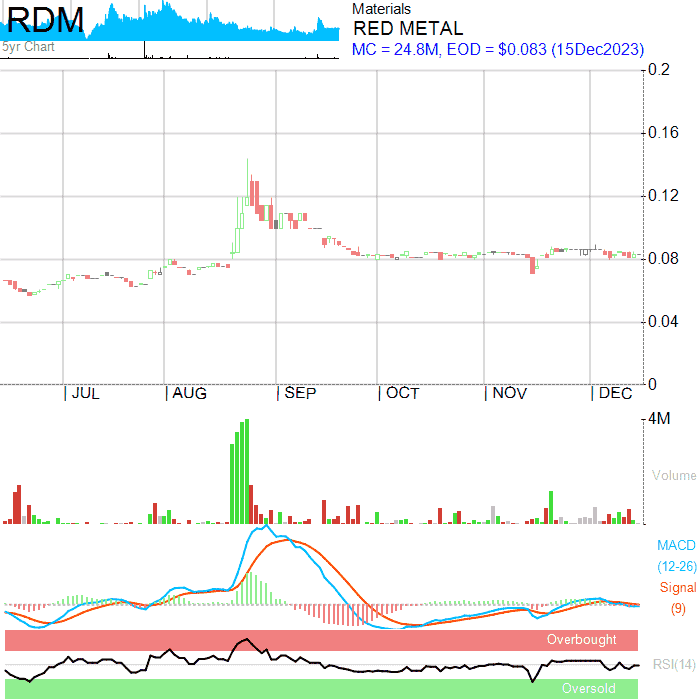 RDM
5yr Chart
Materials
RED METAL
MC = 24.8M, EOD = $0.083 (15Dec2023)
0.2
0.16
0.12
0.08
0.04
0
JUL AUG SEP OCT NOV DEC
4M
Volume
MACD
(12-26)
Signal
(9)
Overbought
RSI(14)
Oversold